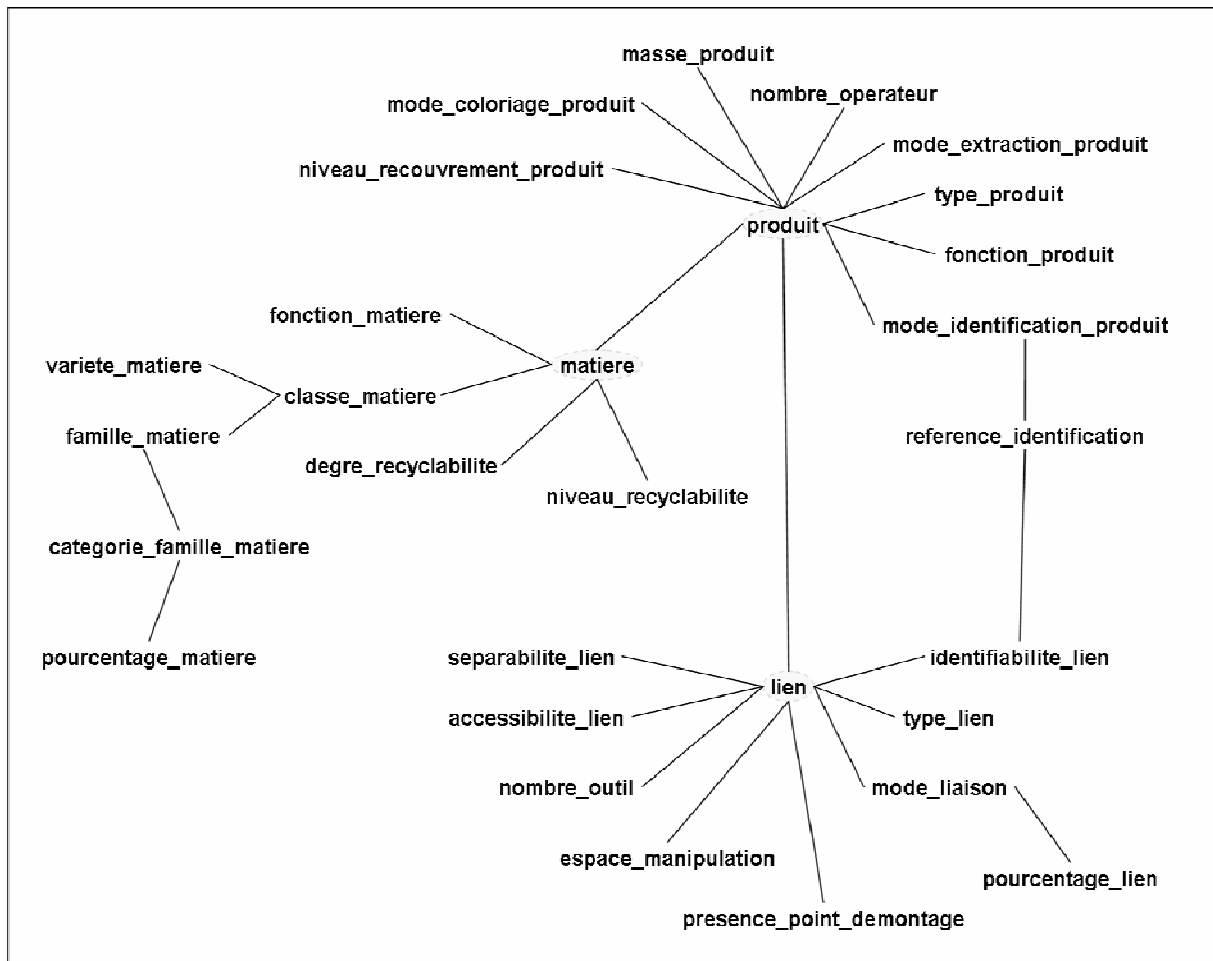 masse_produit
nombre_operateur
mode_coloriage_produit
mode_extraction_produit
niveau_recouvrement_produit
type_produit
produit
fonction_produit
fonction_matiere
mode_identification_produit
variete_matiere
matiere
classe_matiere
famille_matiere
reference_identification
degre_recyclabilite
niveau_recyclabilite
categorie_famille_matiere
pourcentage_matiere
separabilite_lien
identifiabilite_lien
lien
accessibilite_lien
type_lien
nombre_outil
mode_liaison
espace_manipulation
pourcentage_lien
presence_point_demontage